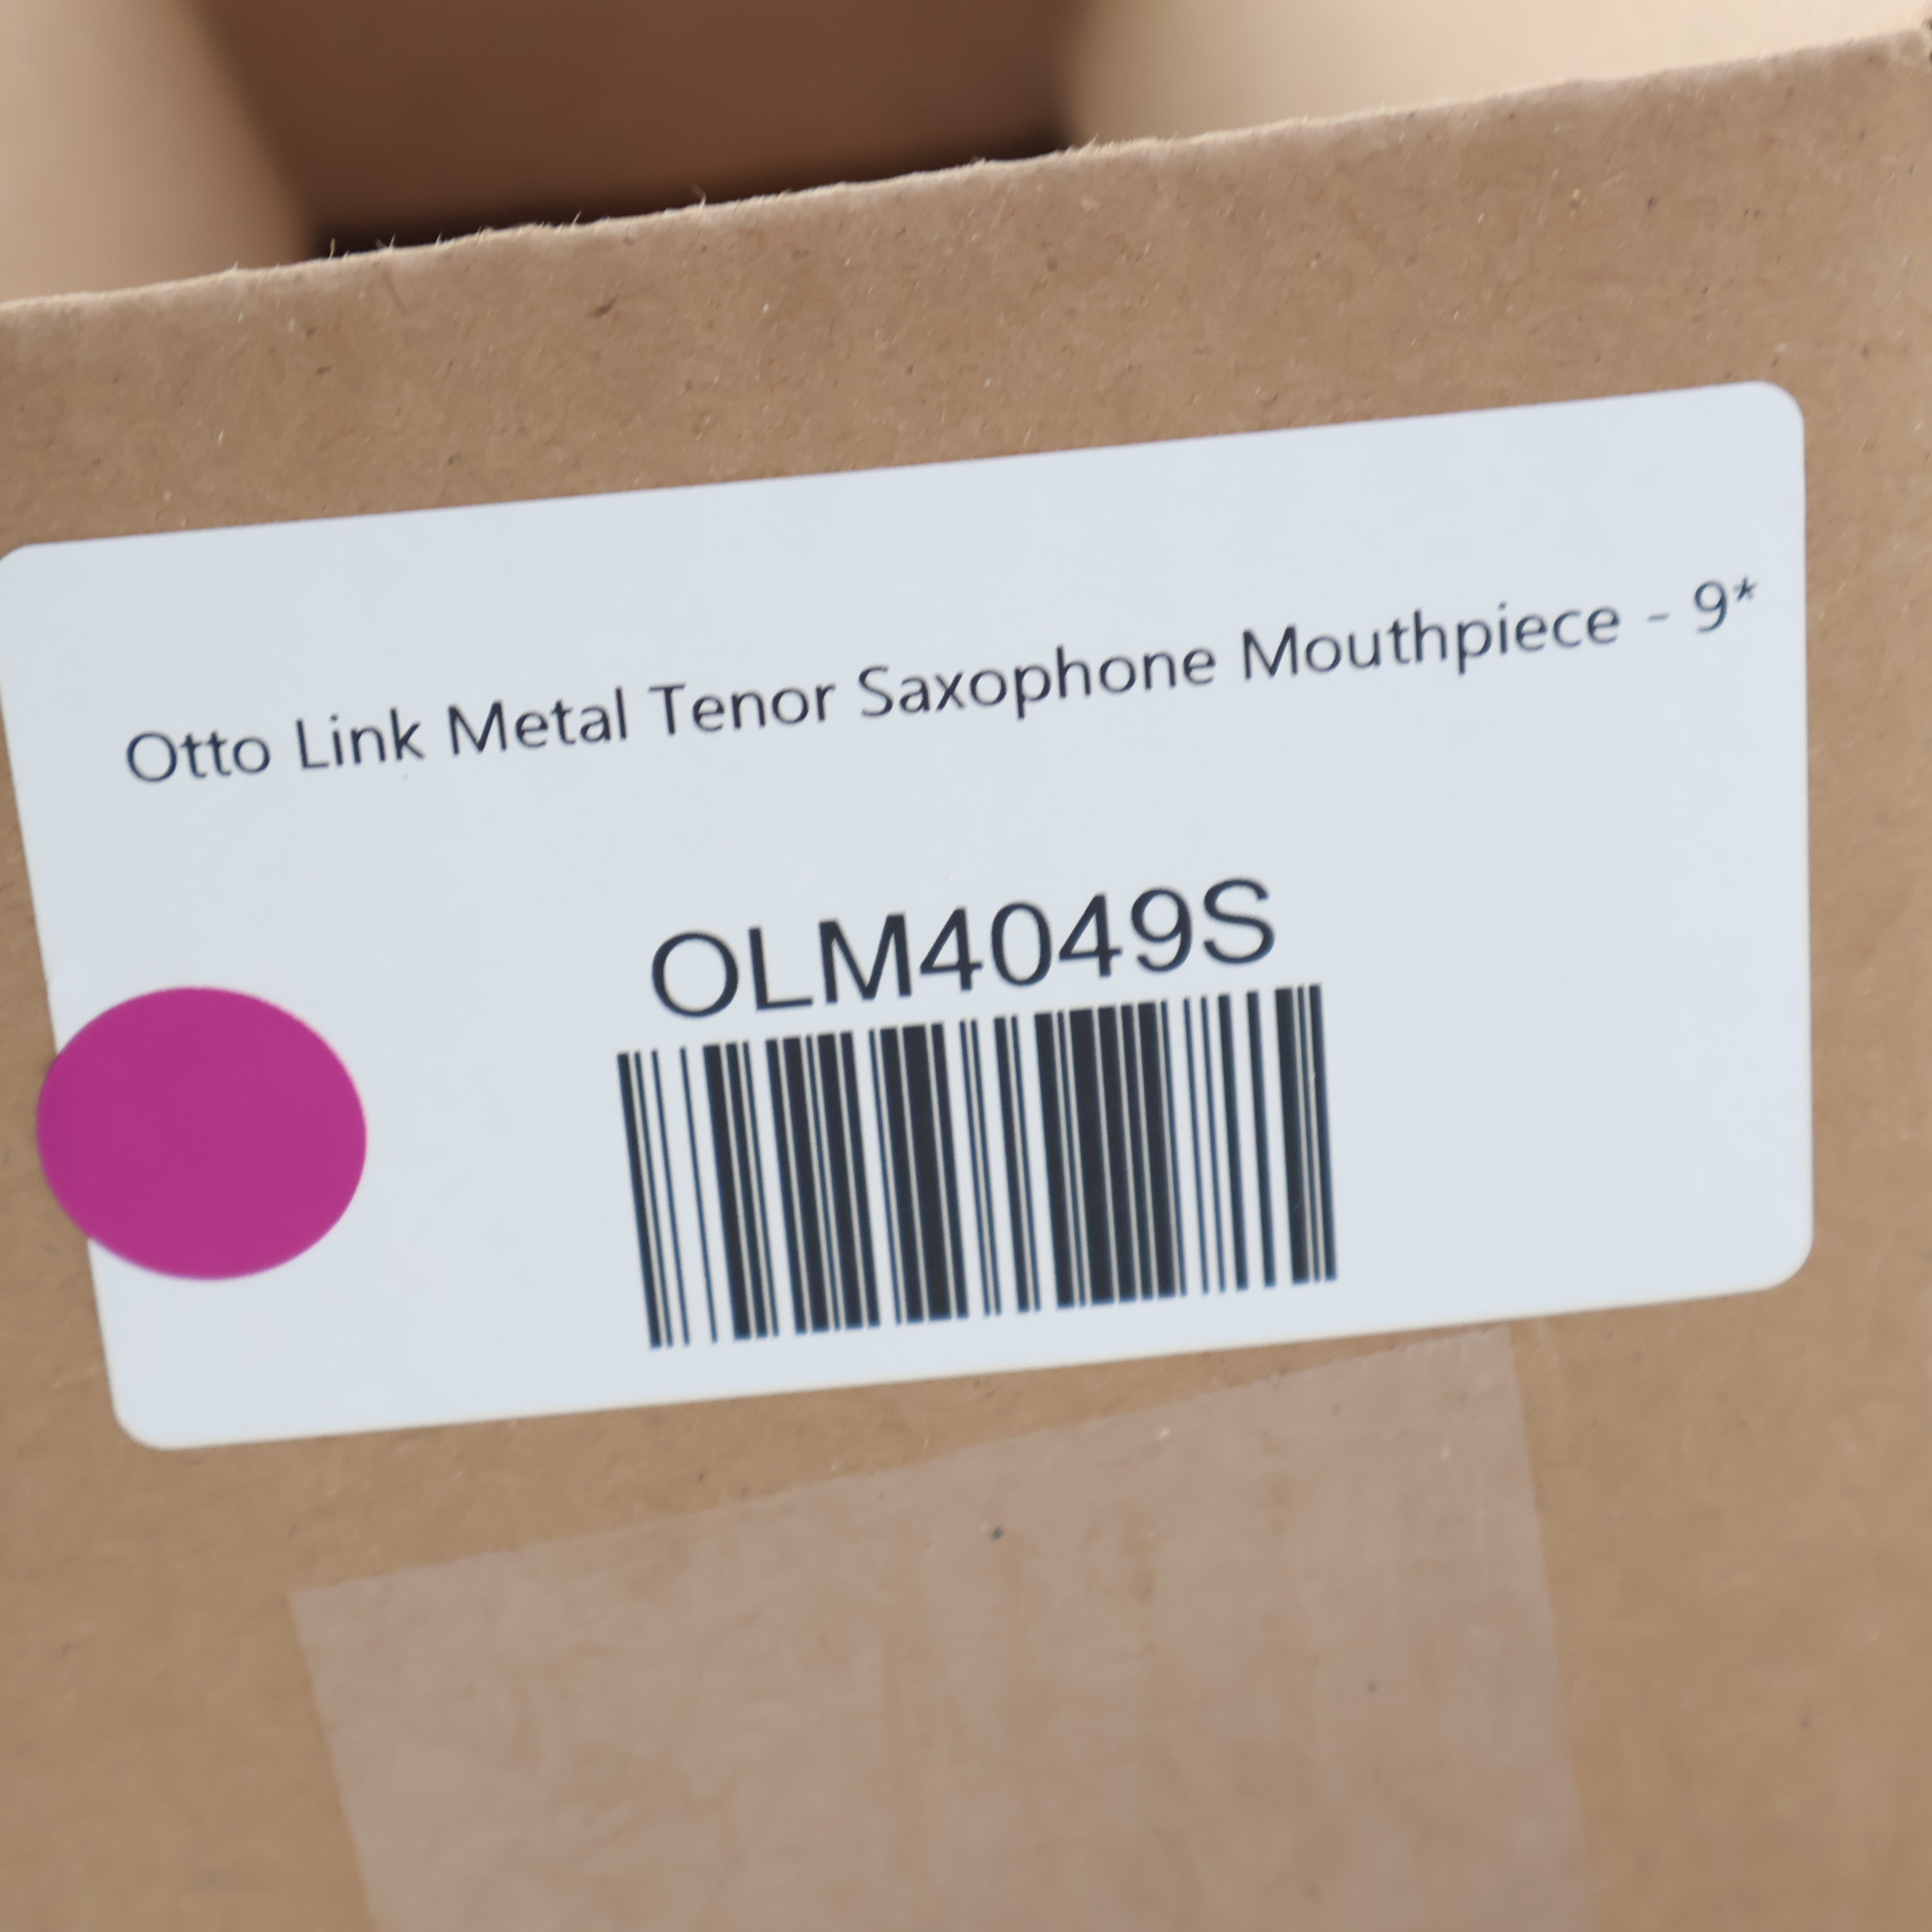 Otto Link Metal Tenor Saxophone Mouthpiece - 9*
OLM4049S